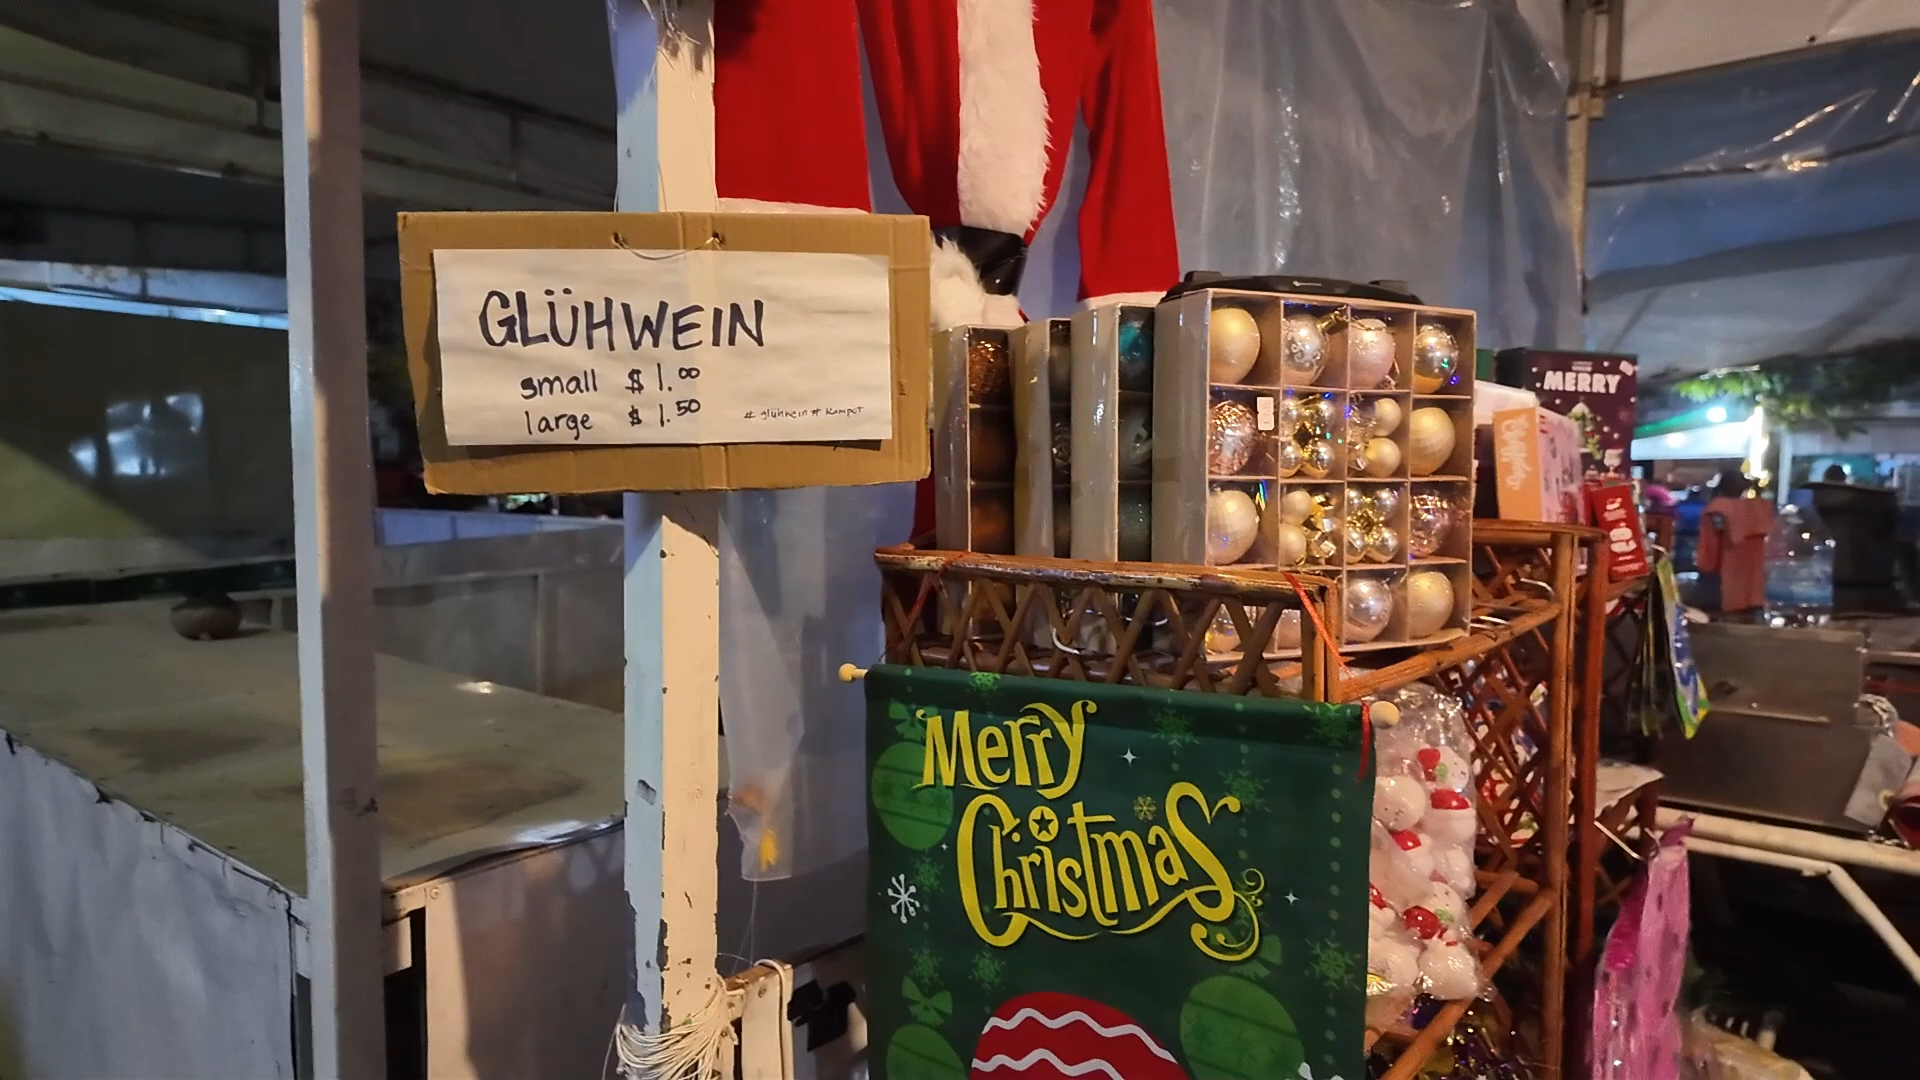 GLÜHWEIN
small $1.00
large $1.50
#glühwein #Kampot
MERRY
Merry
Christmas